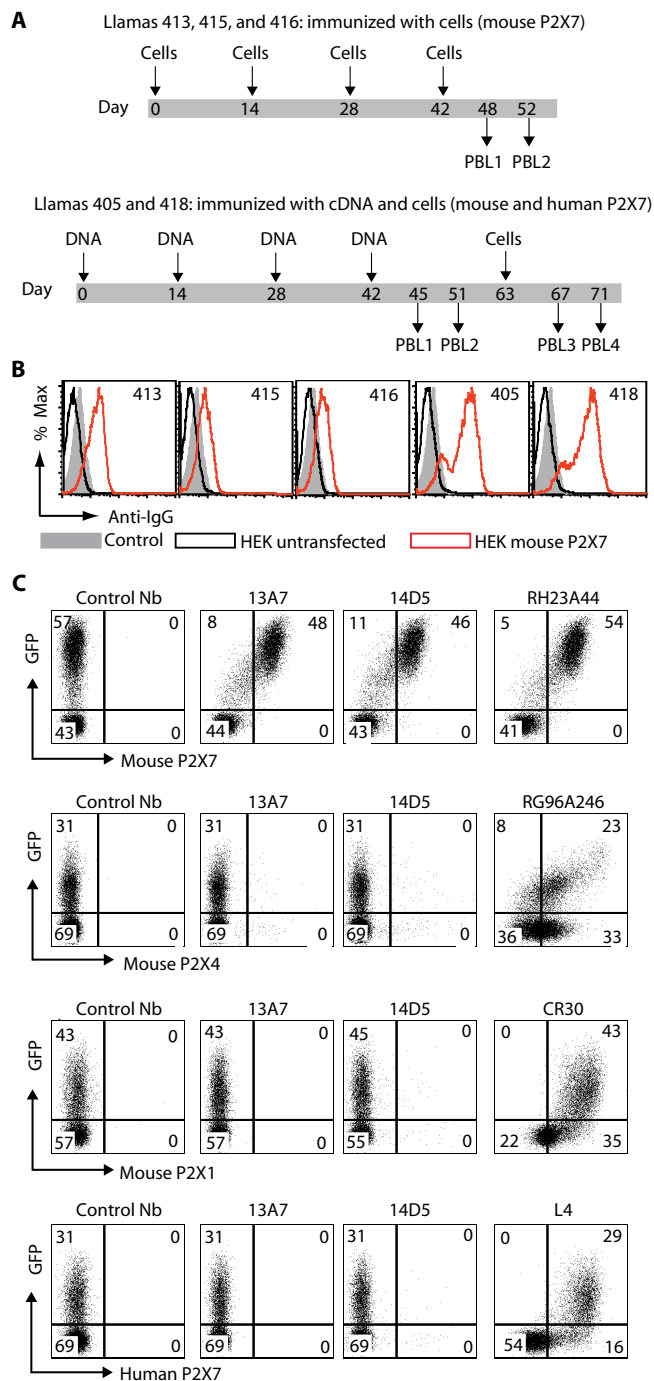 A
Llamas 413, 415, and 416: immunized with cells (mouse P2X7)
Cells Cells Cells Cells
Day 0 14 28 42 48 52
PBL1 PBL2
Llamas 405 and 418: immunized with cDNA and cells (mouse and human P2X7)
DNA DNA DNA DNA Cells
Day 0 14 28 42 45 51 63 67 71
PBL1 PBL2 PBL3 PBL4
B
% Max
413 415 416 405 418
Anti-IgG
Control HEK untransfected HEK mouse P2X7
C
Control Nb 13A7 14D5 RH23A44
GFP
57 0 8 48 11 46 5 54
43 0 44 0 43 0 41 0
Mouse P2X7
Control Nb 13A7 14D5 RG96A246
GFP
31 0 31 0 31 0 8 23
69 0 69 0 69 0 36 33
Mouse P2X4
Control Nb 13A7 14D5 CR30
GFP
43 0 43 0 45 0 0 43
57 0 57 0 55 0 22 35
Mouse P2X1
Control Nb 13A7 14D5 L4
GFP
31 0 31 0 31 0 0 29
69 0 69 0 69 0 54 16
Human P2X7